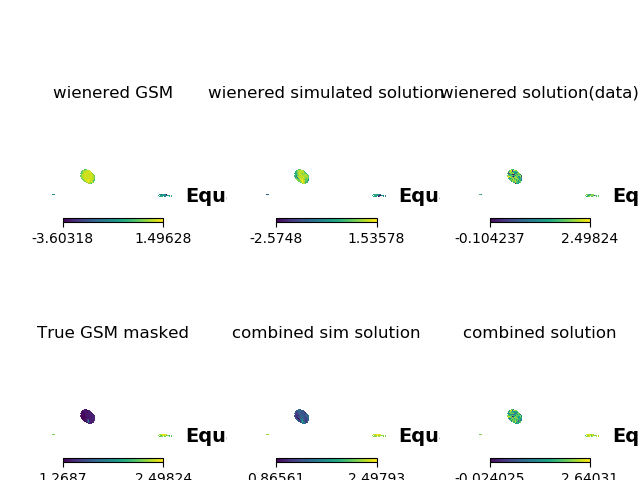 wienered GSM wienered simulated solution wienered solution(data)
Equ Equ Eq
-3.60318 1.49628 -2.5748 1.53578 -0.104237 2.49824
True GSM masked combined sim solution combined solution
Equ Equ Eq
1.2687 2.49824 0.86561 2.49793 -0.024025 2.64031